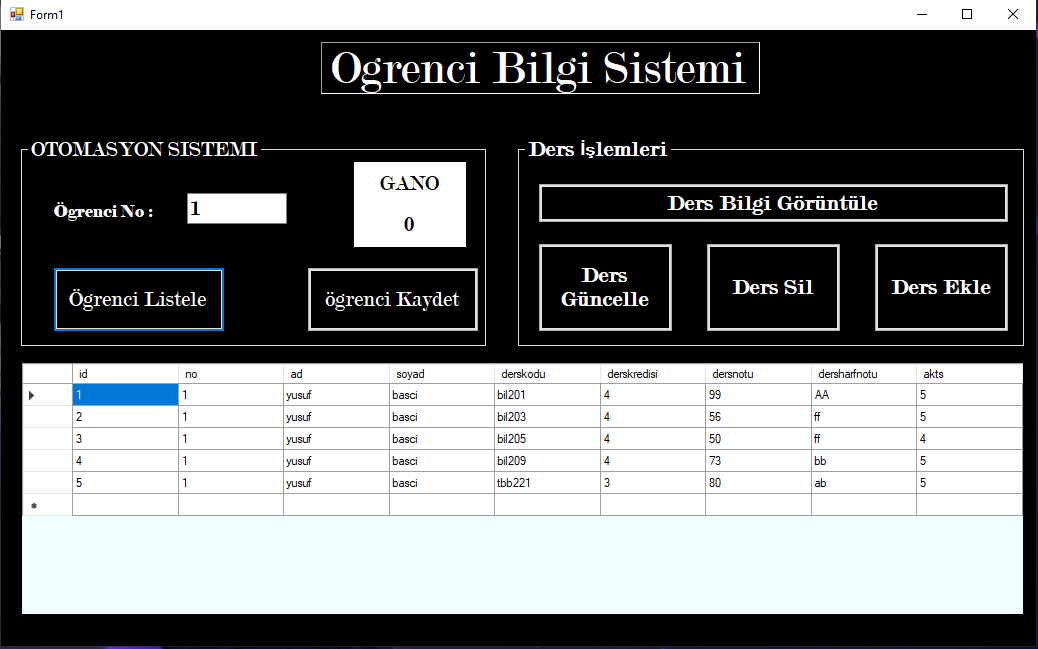 Form1
Ogrenci Bilgi Sistemi
OTOMASYON SISTEMI
GANO
0
Ögrenci No :
1
Ögrenci Listele
ögrenci Kaydet
Ders İşlemleri
Ders Bilgi Görüntüle
Ders
Güncelle
Ders Sil
Ders Ekle
id no ad soyad derskodu derskredisi dersnotu dersharfnotu akts
1 1 yusuf basci bil201 4 99 AA 5
2 1 yusuf basci bil203 4 56 ff 5
3 1 yusuf basci bil205 4 50 ff 4
4 1 yusuf basci bil209 4 73 bb 5
5 1 yusuf basci tbb221 3 80 ab 5